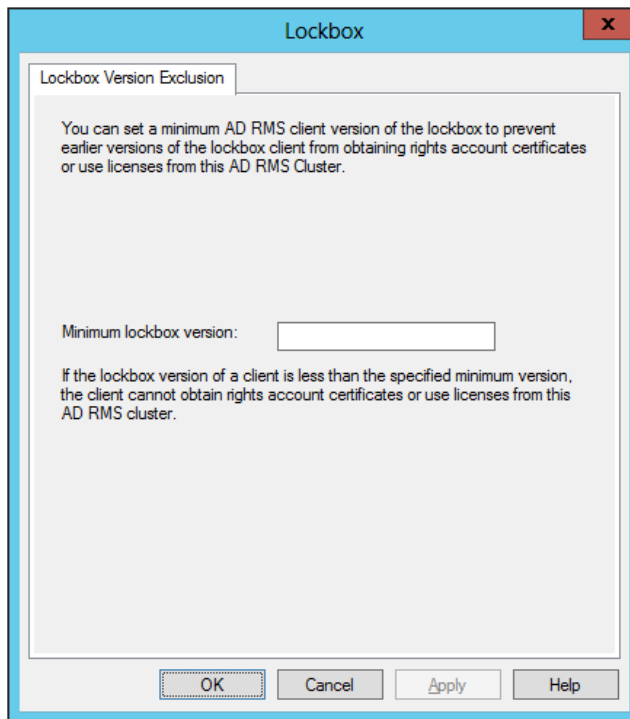 Lockbox
x
Lockbox Version Exclusion
You can set a minimum AD RMS client version of the lockbox to prevent
earlier versions of the lockbox client from obtaining rights account certificates
or use licenses from this AD RMS Cluster.
Minimum lockbox version:
If the lockbox version of a client is less than the specified minimum version,
the client cannot obtain rights account certificates or use licenses from this
AD RMS cluster.
OK Cancel Apply Help